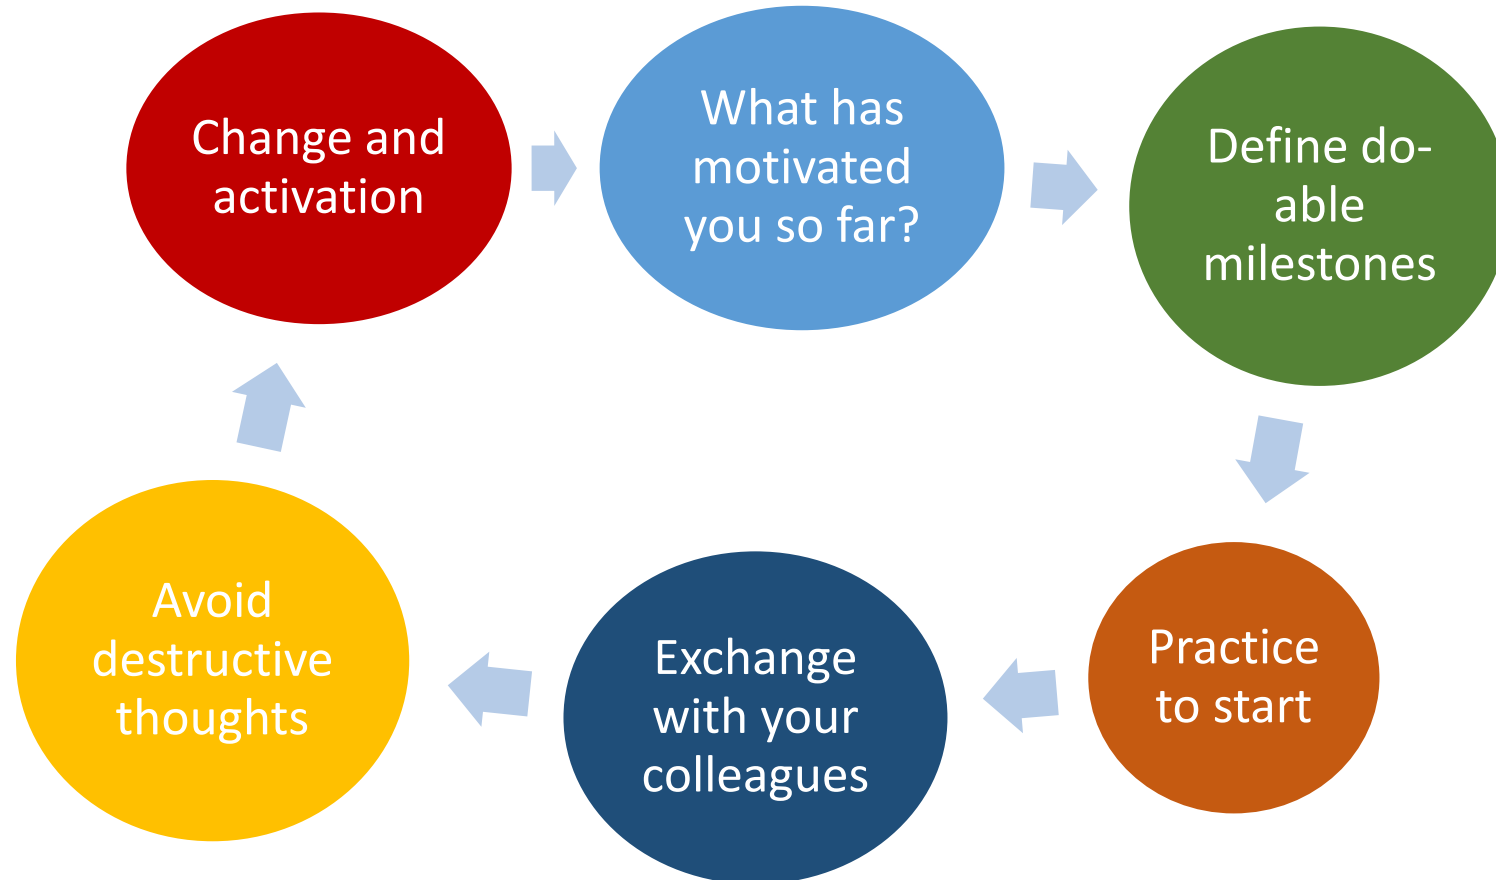 Change and
activation
What has
motivated
you so far?
Define do-
able
milestones
Practice
to start
Exchange
with your
colleagues
Avoid
destructive
thoughts